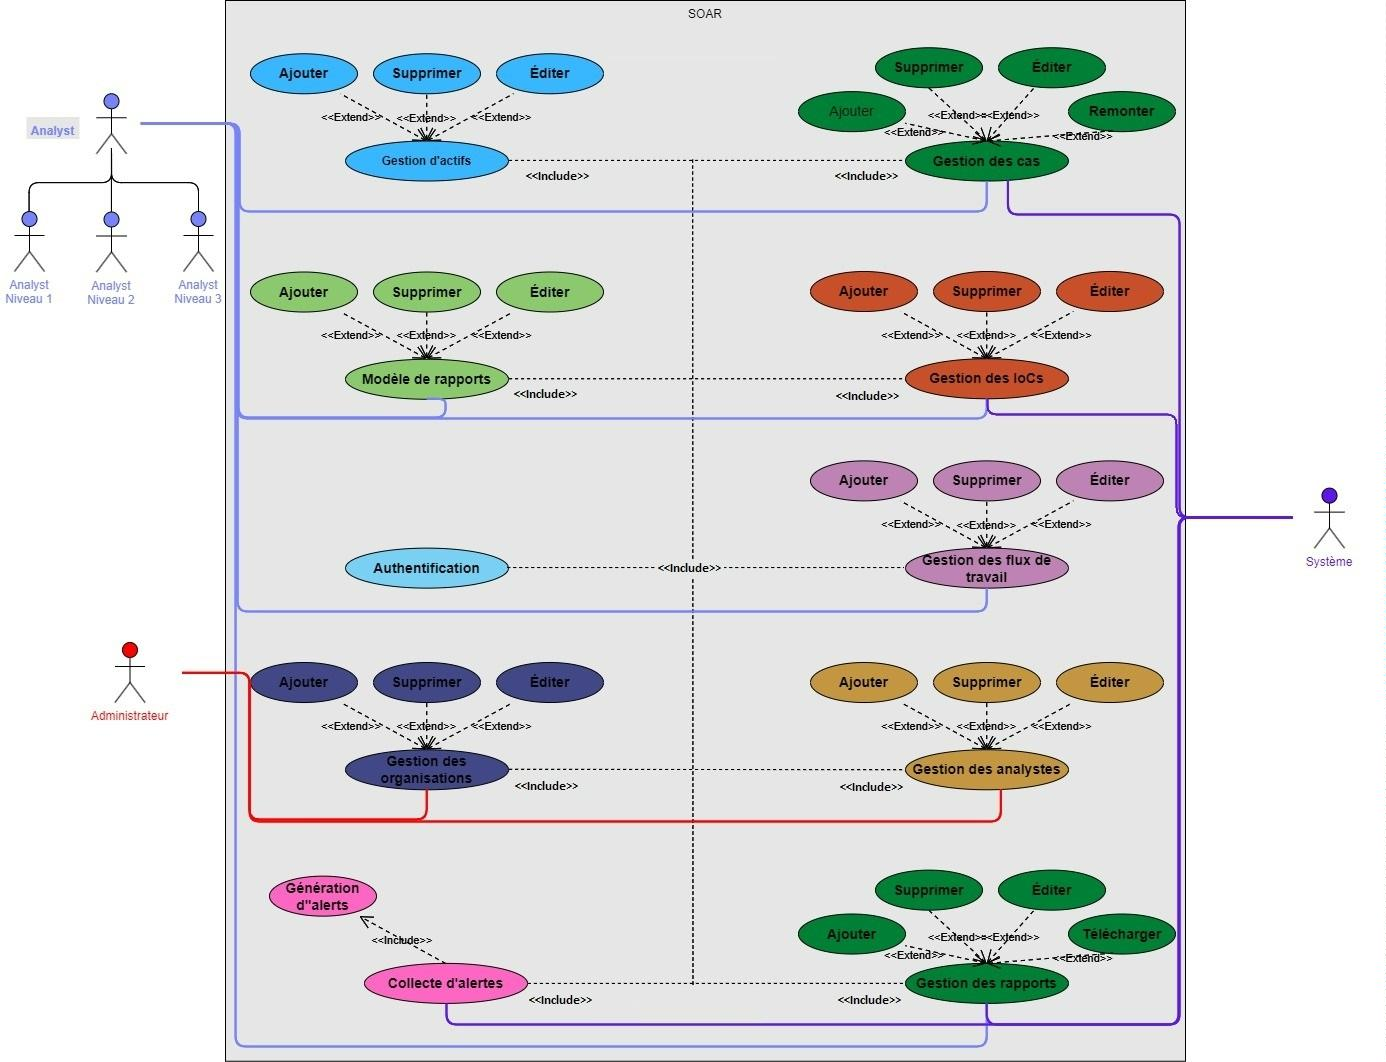 SOAR
Ajouter
Supprimer
Éditer
<<Extend>>
<<Extend>>
<<Extend>>
Gestion d'actifs
<<Include>>
Supprimer
Éditer
Ajouter
Remonter
<<Extend>>
<<Extend>>
<<Extend>>
<<Extend>>
Gestion des cas
<<Include>>
Analyst
Analyst
Niveau 1
Analyst
Niveau 2
Analyst
Niveau 3
Ajouter
Supprimer
Éditer
<<Extend>>
<<Extend>>
<<Extend>>
Modèle de rapports
<<Include>>
Ajouter
Supprimer
Éditer
<<Extend>>
<<Extend>>
<<Extend>>
Gestion des IoCs
<<Include>>
Ajouter
Supprimer
Éditer
<<Extend>>
<<Extend>>
<<Extend>>
Authentification
<<Include>>
Gestion des flux de
travail
Système
Administrateur
Ajouter
Supprimer
Éditer
<<Extend>>
<<Extend>>
<<Extend>>
Gestion des
organisations
<<Include>>
Ajouter
Supprimer
Éditer
<<Extend>>
<<Extend>>
<<Extend>>
Gestion des analystes
<<Include>>
Génération
d''alerts
<<Include>>
Collecte d'alertes
<<Include>>
Supprimer
Éditer
Ajouter
Télécharger
<<Extend>>
<<Extend>>
<<Extend>>
<<Extend>>
Gestion des rapports
<<Include>>